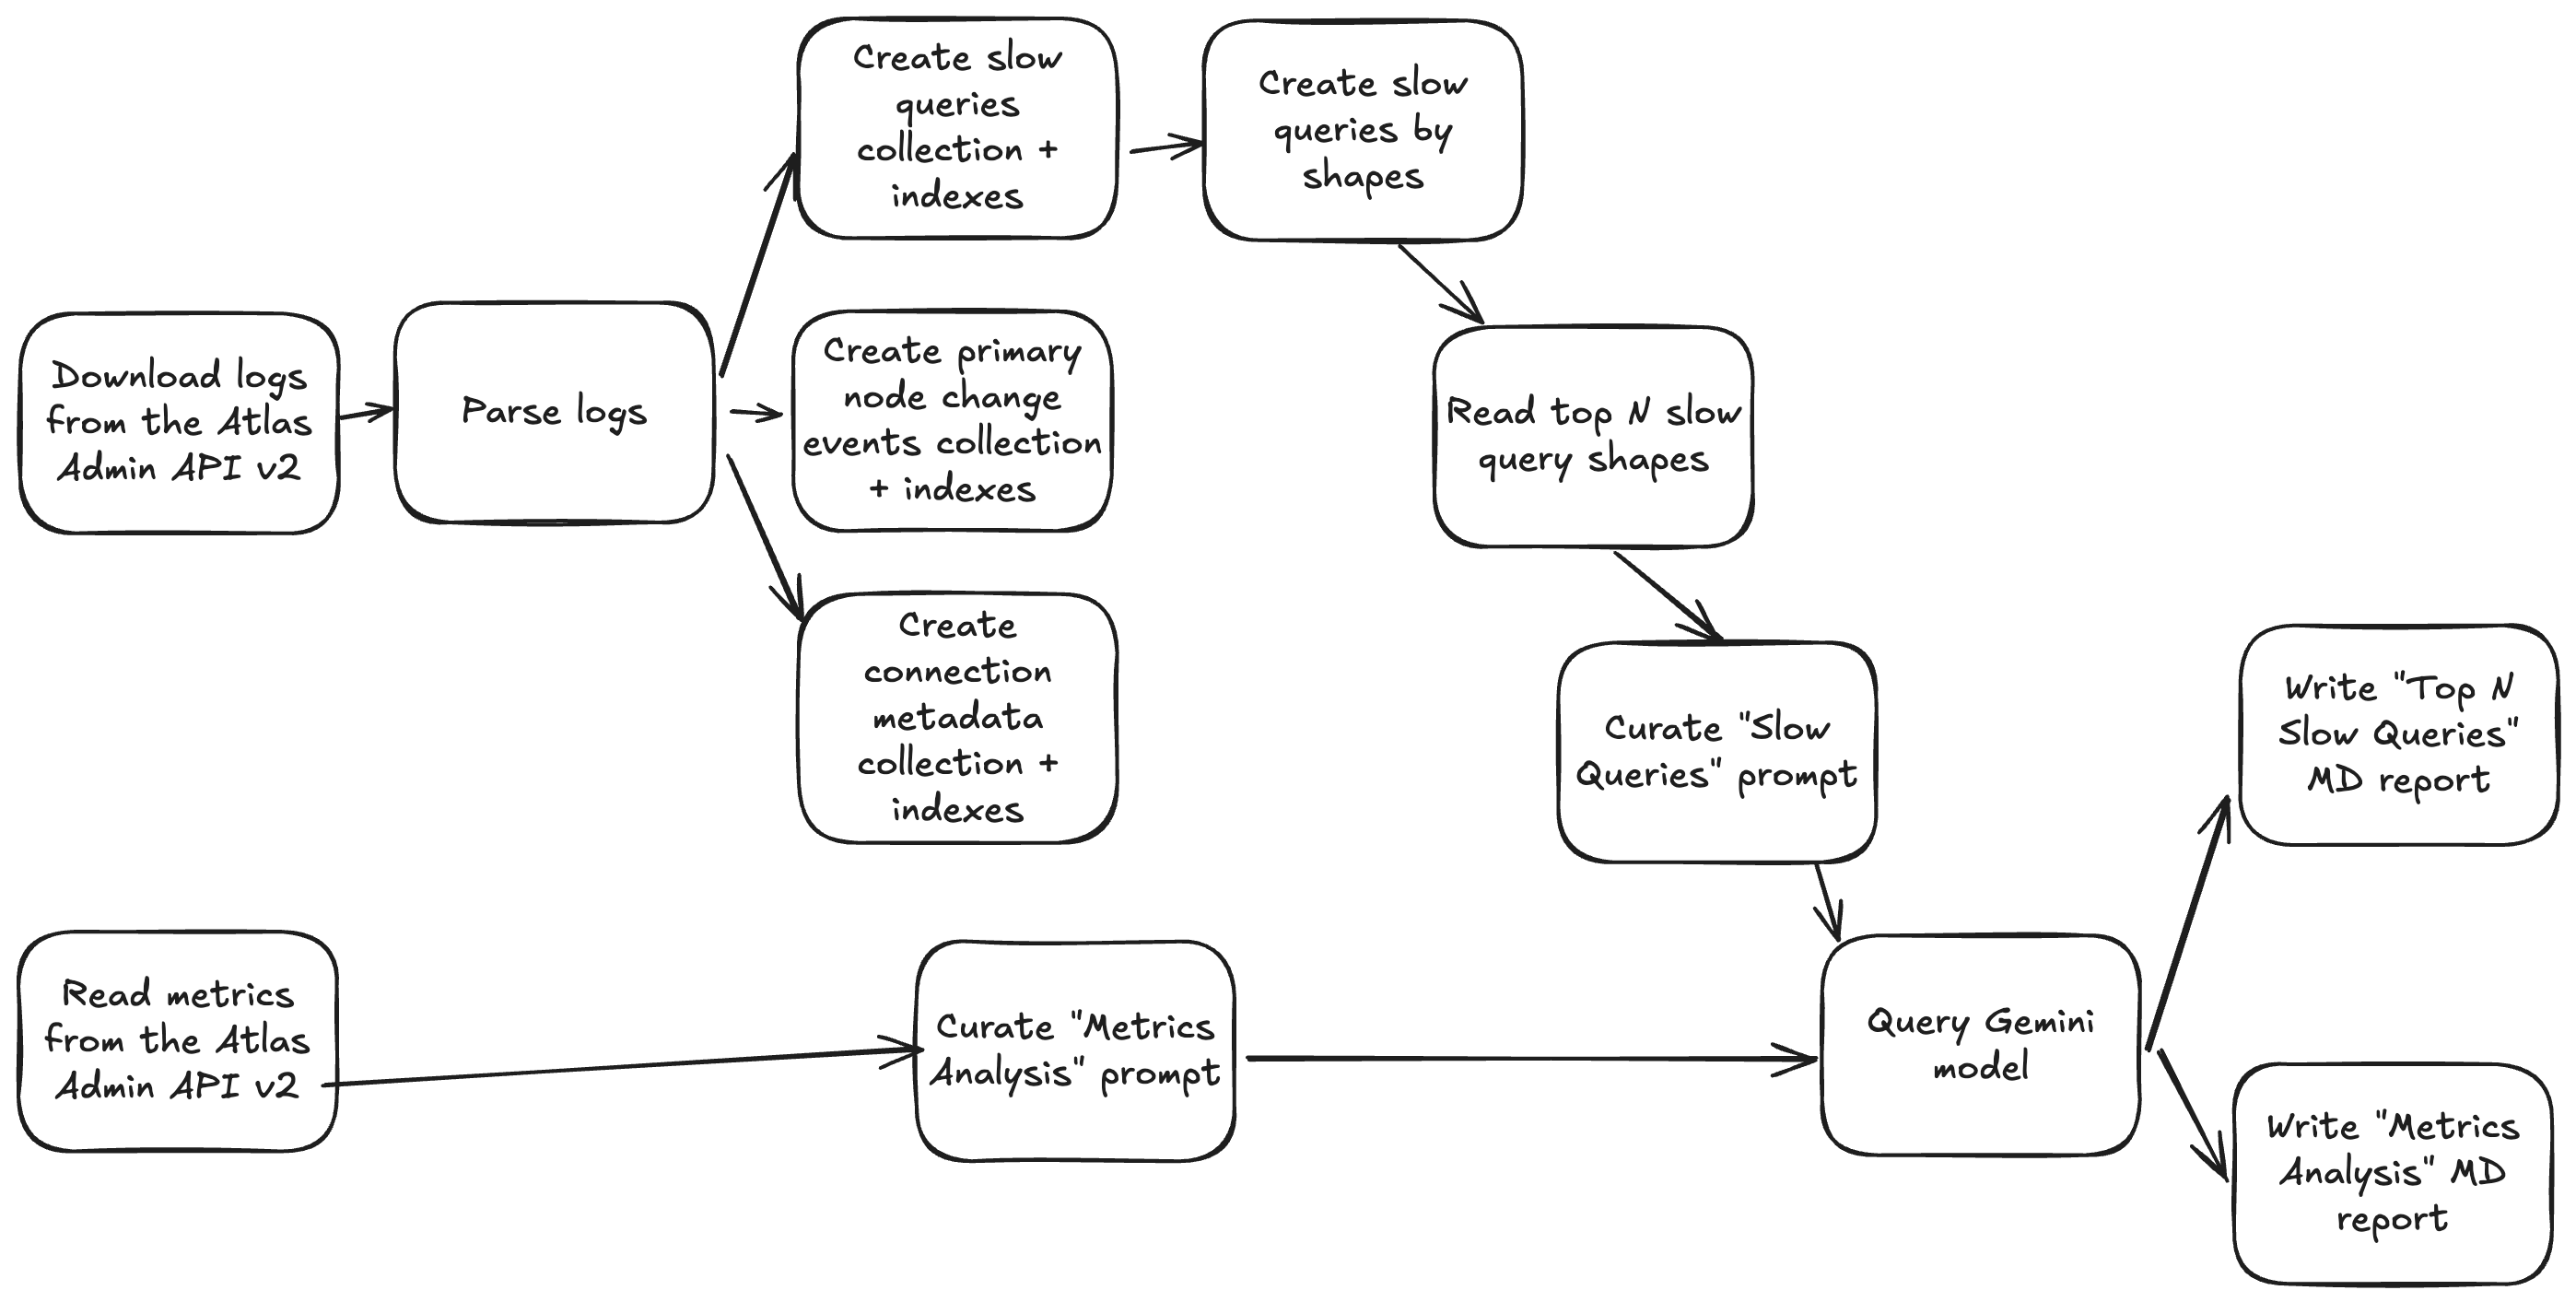 Create slow
queries
collection +
indexes
Create slow
queries by
shapes
Download logs
from the Atlas
Admin API v2
Parse logs
Create primary
node change
events collection
+ indexes
Read top N slow
query shapes
Create
connection
metadata
collection +
indexes
Curate "Slow
Queries" prompt
Write "Top N
Slow Queries"
MD report
Read metrics
from the Atlas
Admin API v2
Curate "Metrics
Analysis" prompt
Query Gemini
model
Write "Metrics
Analysis" MD
report